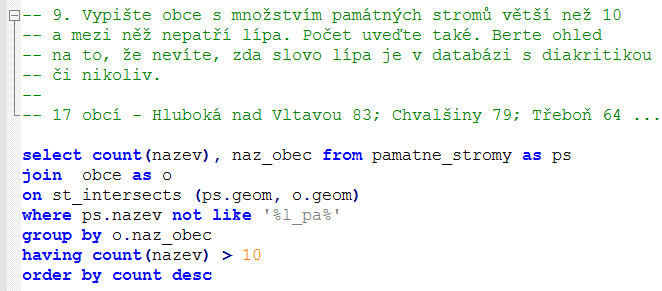 -- 9. Vypište obce s množstvím památných stromů větší než 10
-- a mezi něž nepatří lípa. Počet uveďte také. Berte ohled
-- na to, že nevíte, zda slovo lípa je v databázi s diakritikou
-- či nikoliv.
--
-- 17 obcí - Hluboká nad Vltavou 83; Chvalšiny 79; Třeboň 64 ...
select count(nazev), naz_obec from pamatne_stromy as ps
join  obce as o
on st_intersects (ps.geom, o.geom)
where ps.nazev not like '%l_pa%'
group by o.naz_obec
having count(nazev) > 10
order by count desc